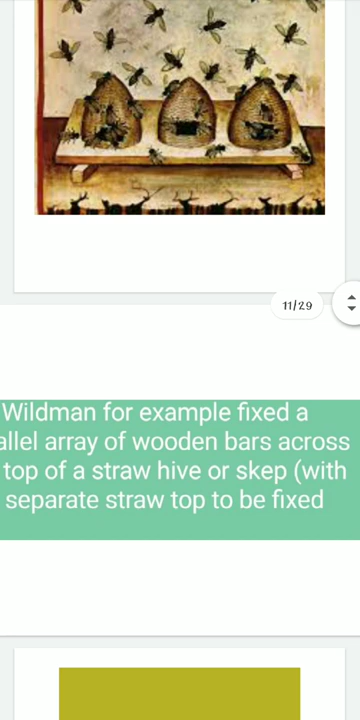 11/29
Wildman for example fixed a
allel array of wooden bars across
top of a straw hive or skep (with
separate straw top to be fixed